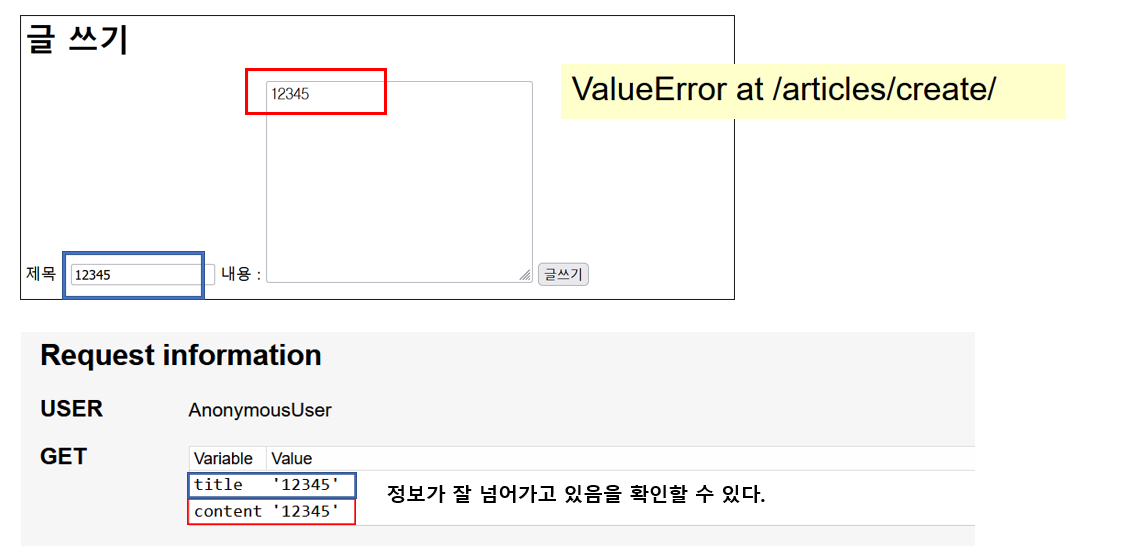 글 쓰기
12345
ValueError at /articles/create/
제목 12345 내용 : 글쓰기
Request information
USER AnonymousUser
GET
Variable Value
title '12345'
정보가 잘 넘어가고 있음을 확인할 수 있다.
content '12345'